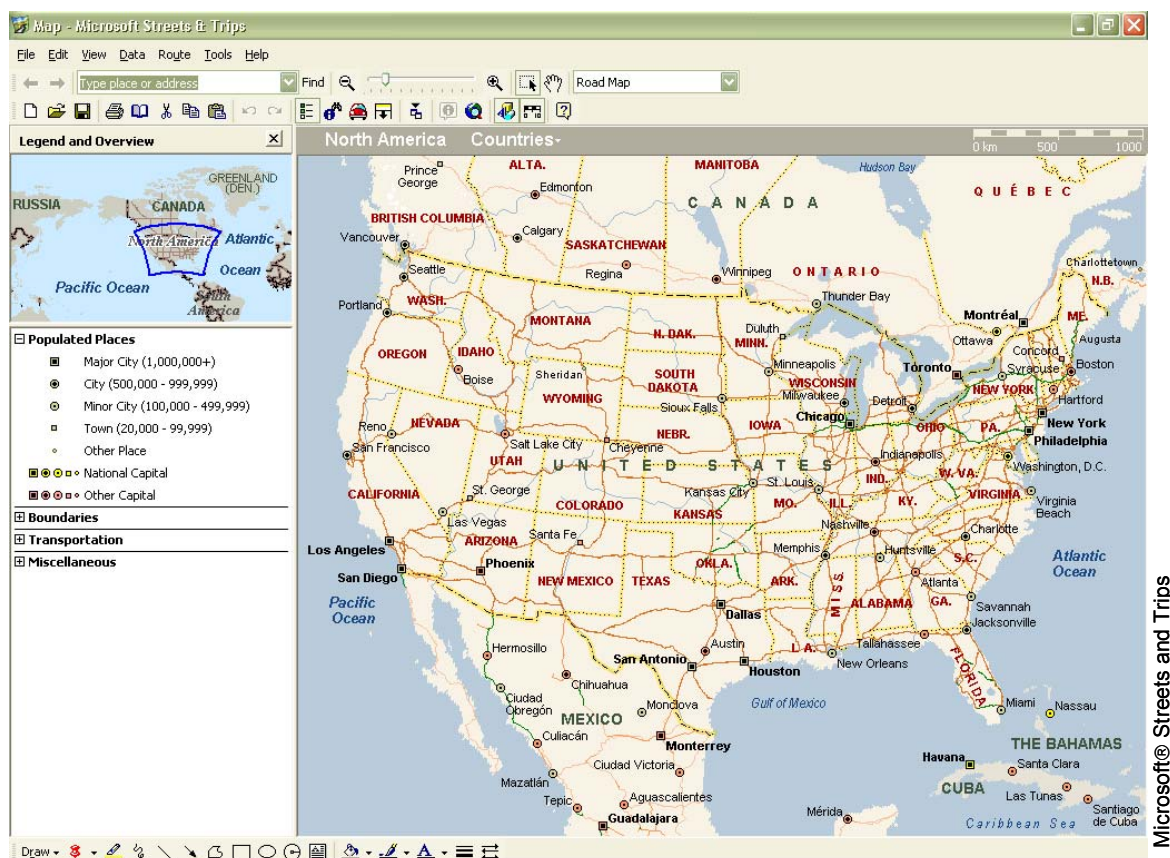 Map - Microsoft Streets & Trips
File Edit View Data Route Tools Help
Type place or address Find Road Map
Legend and Overview
North America Countries
0 km 500 1000
GREENLAND
(DEN.)
RUSSIA
CANADA
North America
Atlantic
Ocean
Pacific Ocean
South
America
Populated Places
Major City (1,000,000+)
City (500,000 - 999,999)
Minor City (100,000 - 499,999)
Town (20,000 - 99,999)
Other Place
National Capital
Other Capital
Boundaries
Transportation
Miscellaneous
Prince
George
ALTA.
MANITOBA
Hudson Bay
Edmonton
CANADA
QUÉBEC
BRITISH COLUMBIA
Calgary
Vancouver
SASKATCHEWAN
Regina
Winnipeg
ONTARIO
Charlottetown
N.B.
Seattle
WASH.
Portland
Thunder Bay
MONTANA
N. DAK.
Duluth
MINN.
Montréal
ME.
Ottawa
Augusta
Concord
OREGON
IDAHO
Boise
Sheridan
WYOMING
SOUTH
DAKOTA
Minneapolis
WISCONSIN
Milwaukee
Toronto
Syracuse
Boston
NEW YORK
Detroit
Hartford
Sioux Falls
Chicago
Reno
NEVADA
San Francisco
Salt Lake City
Cheyenne
NEBR.
IOWA
OHIO
PA.
New York
Philadelphia
UTAH
UNITED STATES
Indianapolis
IND.
W. VA.
Washington, D.C.
CALIFORNIA
St. George
COLORADO
Kansas City
St. Louis
MO.
ILL.
KY.
VIRGINIA
Virginia
Beach
KANSAS
Las Vegas
ARIZONA
Santa Fe
Nashville
Charlotte
Los Angeles
Phoenix
Memphis
Huntsville
S.C.
Atlantic
Ocean
San Diego
NEW MEXICO
TEXAS
OKLA.
ARK.
MISS.
ALABAMA
Atlanta
GA.
Pacific
Ocean
Dallas
Savannah
Jacksonville
Hermosillo
Austin
LA.
Tallahassee
San Antonio
Houston
New Orleans
FLORIDA
Chihuahua
Ciudad
Obregón
Monclova
MEXICO
Gulf of Mexico
Miami
Nassau
Culiacán
Monterrey
THE BAHAMAS
Ciudad Victoria
Havana
Santa Clara
Mazatlán
CUBA
Las Tunas
Tepic
Aguascalientes
Guadalajara
Mérida
Santiago
de Cuba
Caribbean Sea
Draw
A
Microsoft® Streets and Trips